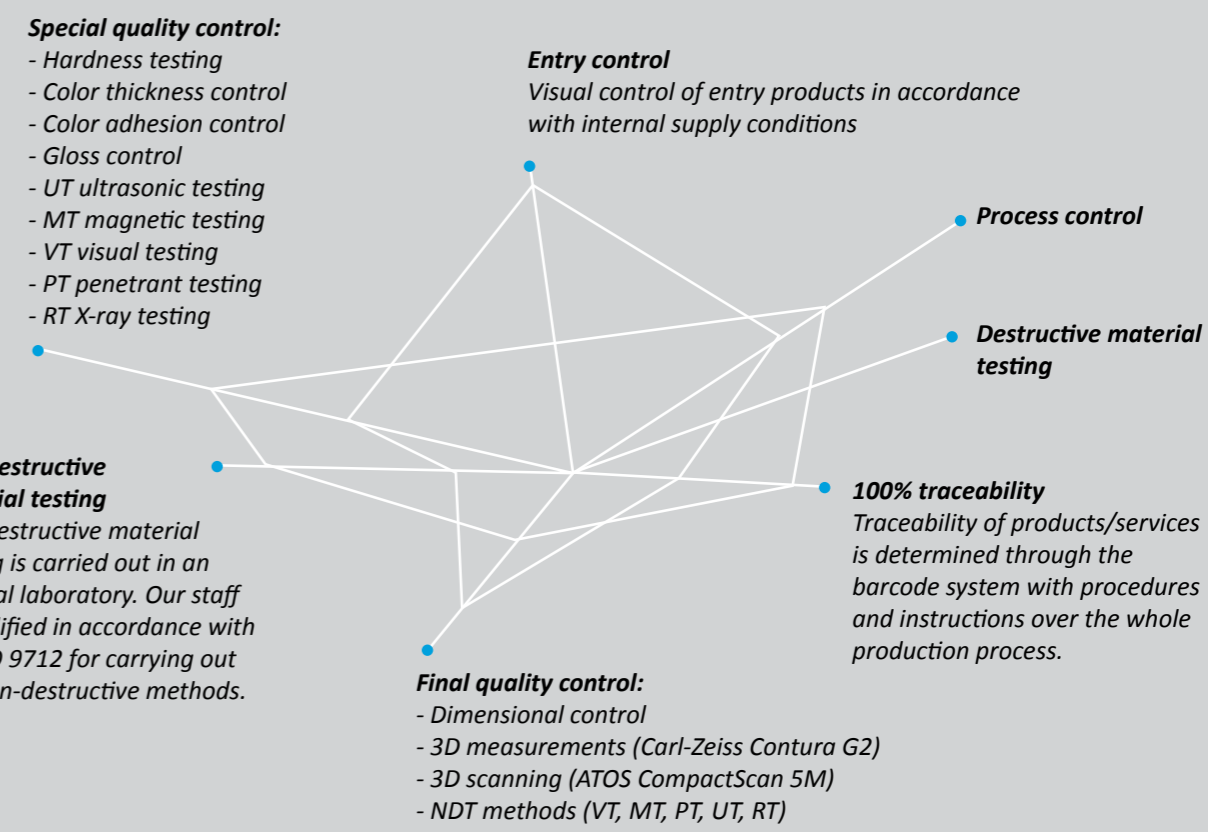 Special quality control:
- Hardness testing
- Color thickness control
- Color adhesion control
- Gloss control
- UT ultrasonic testing
- MT magnetic testing
- VT visual testing
- PT penetrant testing
- RT X-ray testing
Entry control
Visual control of entry products in accordance
with internal supply conditions
Process control
Destructive material
testing
estructive
ial testing
estructive material
g is carried out in an
al laboratory. Our staff
lified in accordance with
9712 for carrying out
n-destructive methods.
100% traceability
Traceability of products/services
is determined through the
barcode system with procedures
and instructions over the whole
production process.
Final quality control:
- Dimensional control
- 3D measurements (Carl-Zeiss Contura G2)
- 3D scanning (ATOS CompactScan 5M)
- NDT methods (VT, MT, PT, UT, RT)